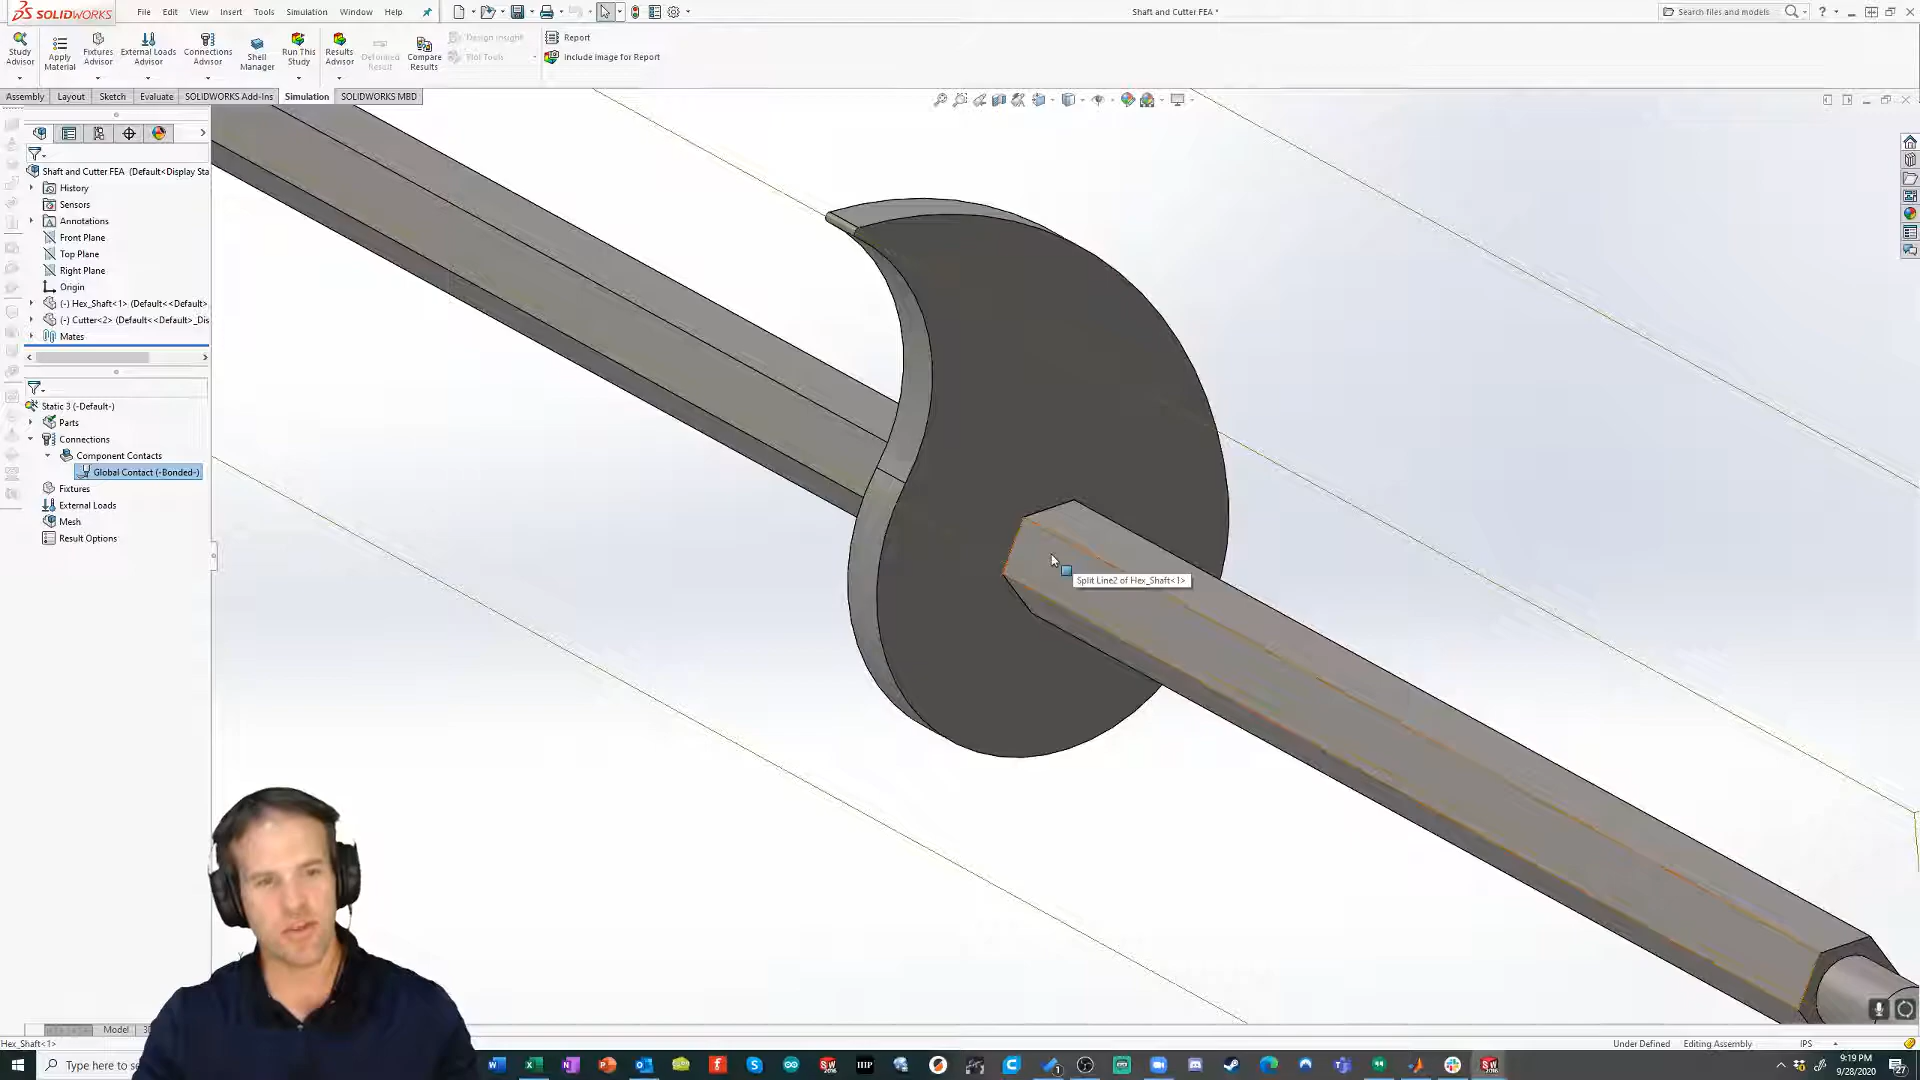 SOLIDWORKS File Edit View Insert Tools Simulation Window Help Shaft and Cutter FEA * Search files and models
Study Advisor Apply Material Fixtures Advisor External Loads Advisor Connections Advisor Shell Manager Run This Study Results Advisor Deformed Result Compare Results Design Insight Plot Tools Report Include Image for Report
Assembly Layout Sketch Evaluate SOLIDWORKS Add-Ins Simulation SOLIDWORKS MBD
Shaft and Cutter FEA (Default<Display Sta
History
Sensors
Annotations
Front Plane
Top Plane
Right Plane
Origin
(-) Hex_Shaft<1> (Default<<Default>
(-) Cutter<2> (Default<<Default>_Dis
Mates
Static 3 (-Default-)
Parts
Connections
Component Contacts
Global Contact (-Bonded-)
Fixtures
External Loads
Mesh
Result Options
Split Line2 of Hex_Shaft<1>
Model
Hex_Shaft<1> Under Defined Editing Assembly IPS
Type here to se
9:19 PM
9/28/2020